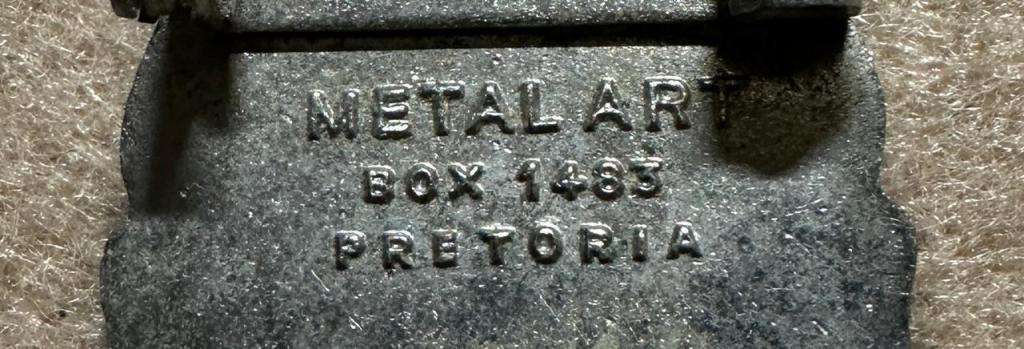 METAL ART
BOX 1483
PRETORIA